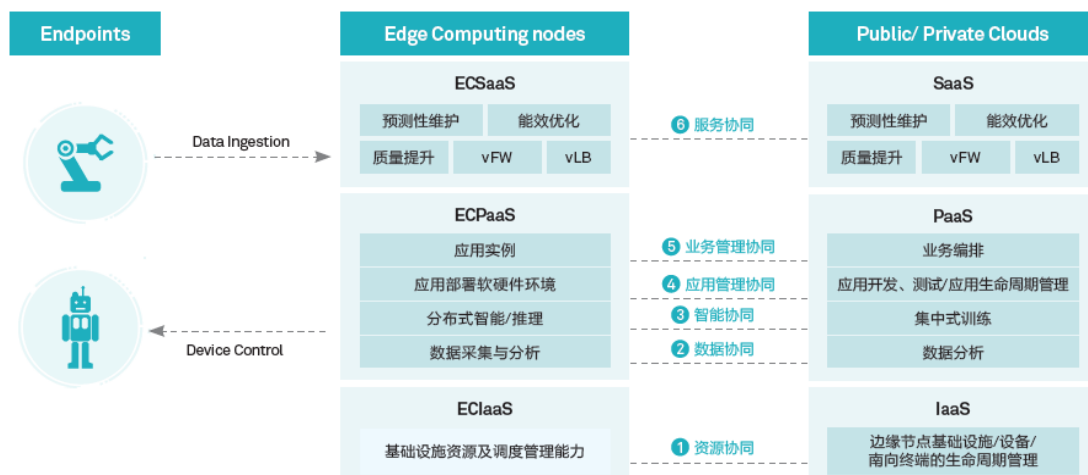 Endpoints
Edge Computing nodes
Public/ Private Clouds
Data Ingestion
Device Control
ECSaaS
预测性维护
能效优化
质量提升
vFW
vLB
ECPaaS
应用实例
应用部署软硬件环境
分布式智能/推理
数据采集与分析
ECIaaS
基础设施资源及调度管理能力
6 服务协同
5 业务管理协同
4 应用管理协同
3 智能协同
2 数据协同
1 资源协同
SaaS
预测性维护
能效优化
质量提升
vFW
vLB
PaaS
业务编排
应用开发、测试/应用生命周期管理
集中式训练
数据分析
IaaS
边缘节点基础设施/设备/
南向终端的生命周期管理